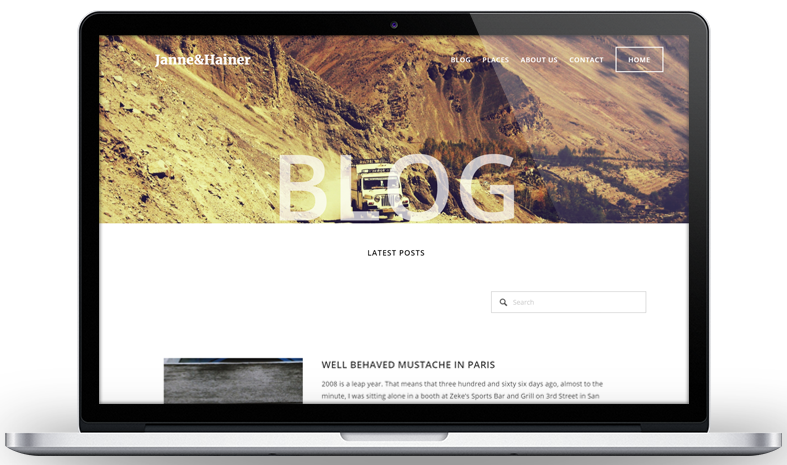 Janne&Hainer
BLOG PLACES ABOUT US CONTACT HOME
BLOG
LATEST POSTS
Search
WELL BEHAVED MUSTACHE IN PARIS
2008 is a leap year. That means that three hundred and sixty six days ago, almost to the
minute, I was sitting alone in a booth at Zeke's Sports Bar and Grill on 3rd Street in San